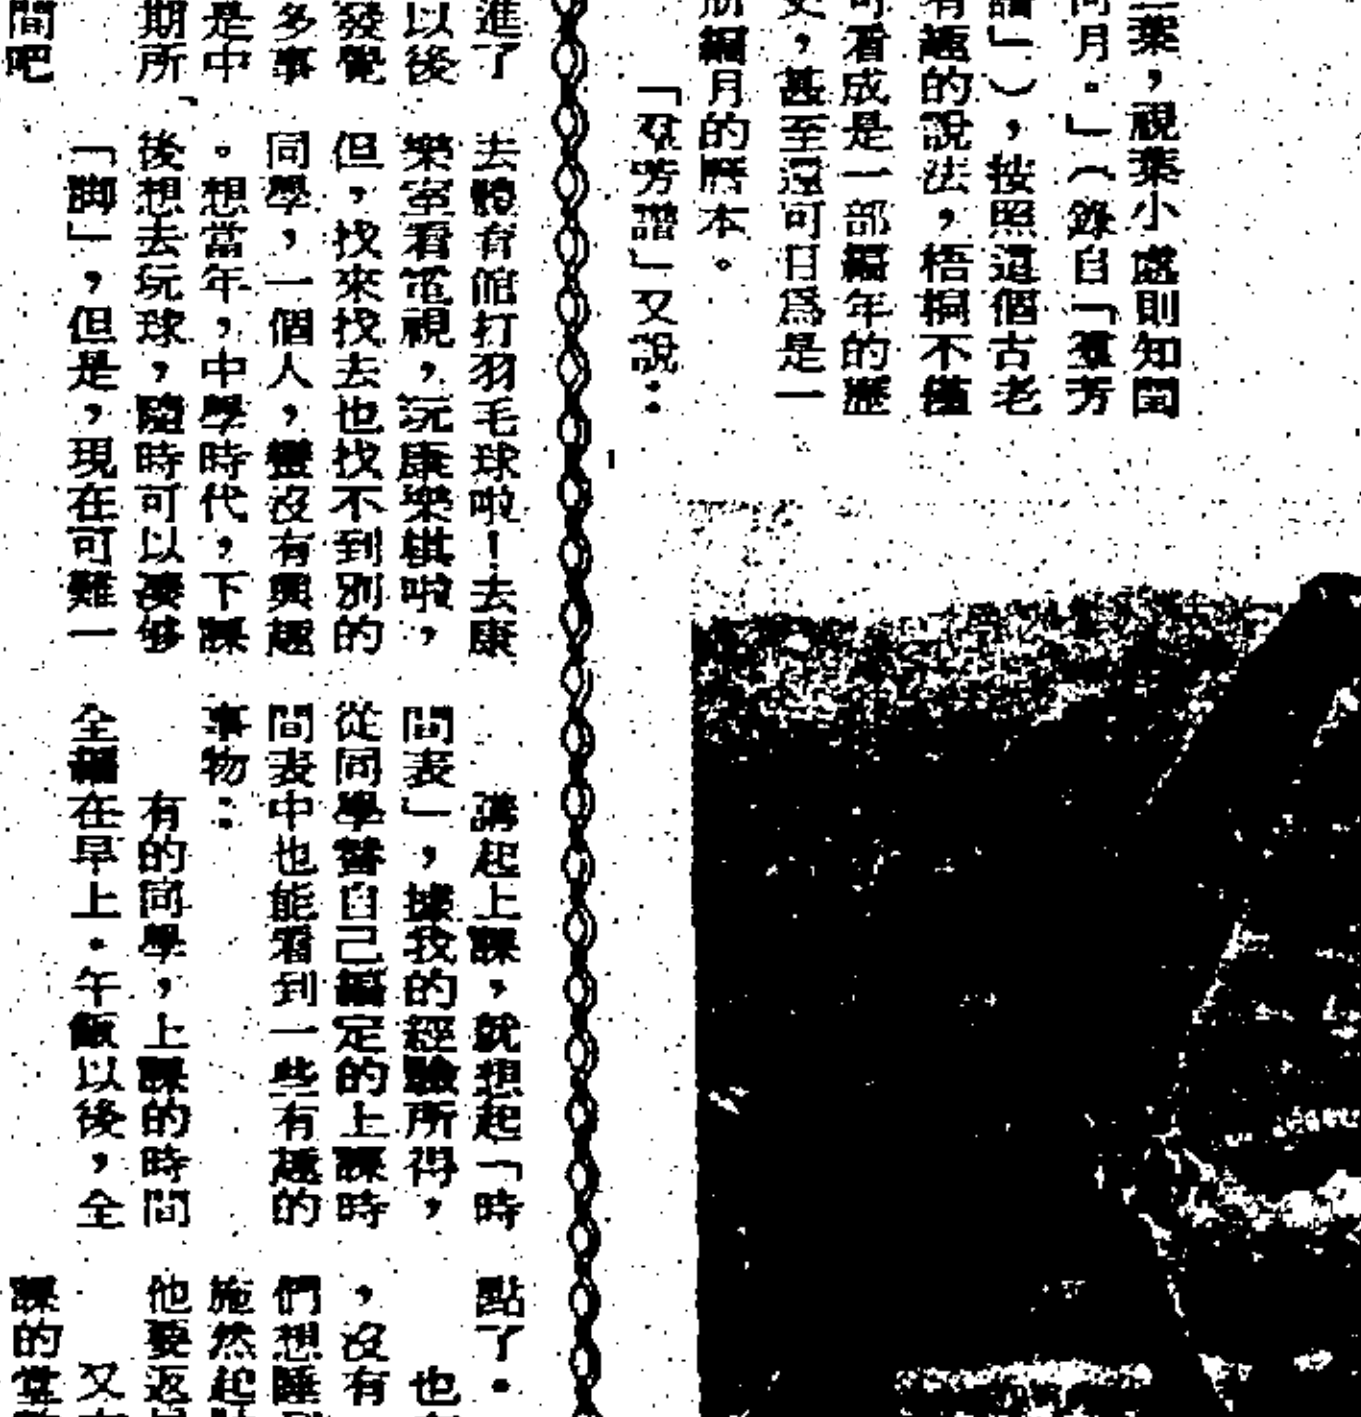 葉，視葉小處則知閏
何月。」（錄自「羣芳
譜」），按照這個古老
有趣的說法，梧桐不僅
可看成是一部編年的歷
史，甚至還可目爲是一
册編月的曆本。
「羣芳譜」又說：
進了
以後
發覺
多事
是中
期所
間吧
去體育館打羽毛球啦！去康
樂室看電視，玩康樂棋啦，
但，找來找去也找不到別的
同學，一個人，蠻沒有興趣
。想當年，中學時代，下課
後想去玩球，隨時可以湊够
「脚」，但是，現在可難一
講起上課，就想起「時
間表」，據我的經驗所得，
從同學替自己編定的上課時
間表中也能看到一些有趣的
事物：
有的同學，上課的時間
全編在早上。午飯以後，全
點了。
也
，沒有
們想睡
施然起
他要返
又
課的堂